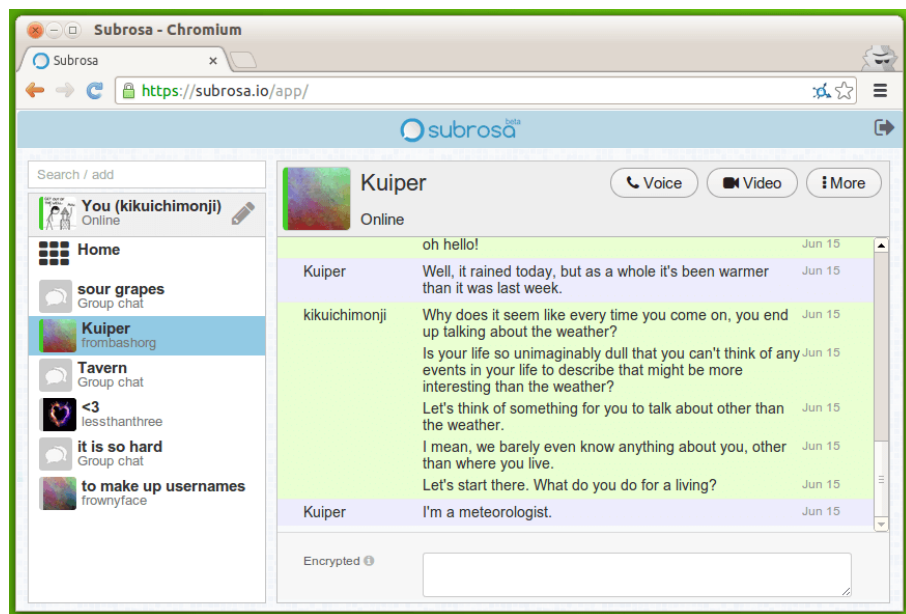 Subrosa - Chromium
Subrosa
https://subrosa.io/app/
subrosa beta
Search / add
You (kikuichimonji)
Online
Home
sour grapes
Group chat
Kuiper
frombashorg
Tavern
Group chat
<3
lessthanthree
it is so hard
Group chat
to make up usernames
frownyface
Kuiper
Online
Voice
Video
More
oh hello! Jun 15
Kuiper Well, it rained today, but as a whole it's been warmer Jun 15
than it was last week.
kikuichimonji Why does it seem like every time you come on, you end Jun 15
up talking about the weather?
Is your life so unimaginably dull that you can't think of any Jun 15
events in your life to describe that might be more
interesting than the weather?
Let's think of something for you to talk about other than Jun 15
the weather.
I mean, we barely even know anything about you, other Jun 15
than where you live.
Let's start there. What do you do for a living? Jun 15
Kuiper I'm a meteorologist. Jun 15
Encrypted